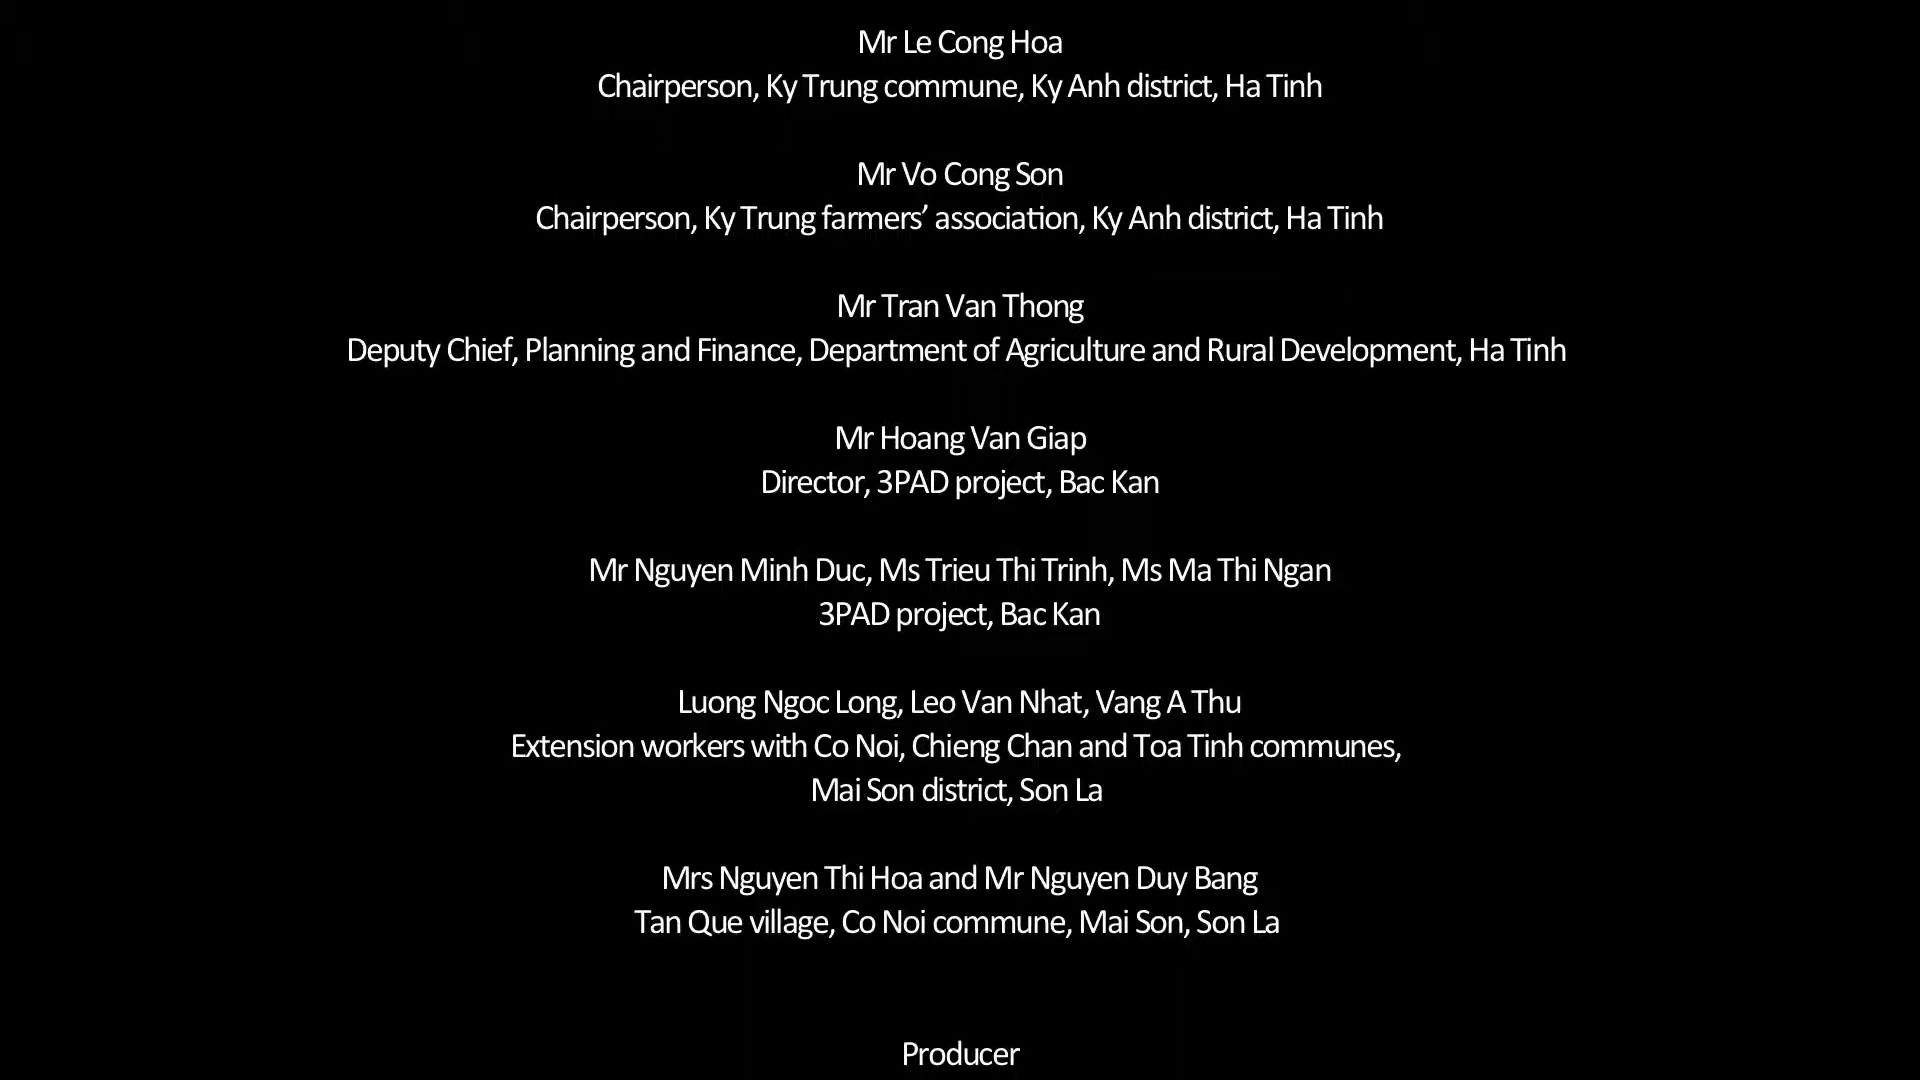 Mr Le Cong Hoa
Chairperson, Ky Trung commune, Ky Anh district, Ha Tinh
Mr Vo Cong Son
Chairperson, Ky Trung farmers’ association, Ky Anh district, Ha Tinh
Mr Tran Van Thong
Deputy Chief, Planning and Finance, Department of Agriculture and Rural Development, Ha Tinh
Mr Hoang Van Giap
Director, 3PAD project, Bac Kan
Mr Nguyen Minh Duc, Ms Trieu Thi Trinh, Ms Ma Thi Ngan
3PAD project, Bac Kan
Luong Ngoc Long, Leo Van Nhat, Vang A Thu
Extension workers with Co Noi, Chieng Chan and Toa Tinh communes,
Mai Son district, Son La
Mrs Nguyen Thi Hoa and Mr Nguyen Duy Bang
Tan Que village, Co Noi commune, Mai Son, Son La
Producer